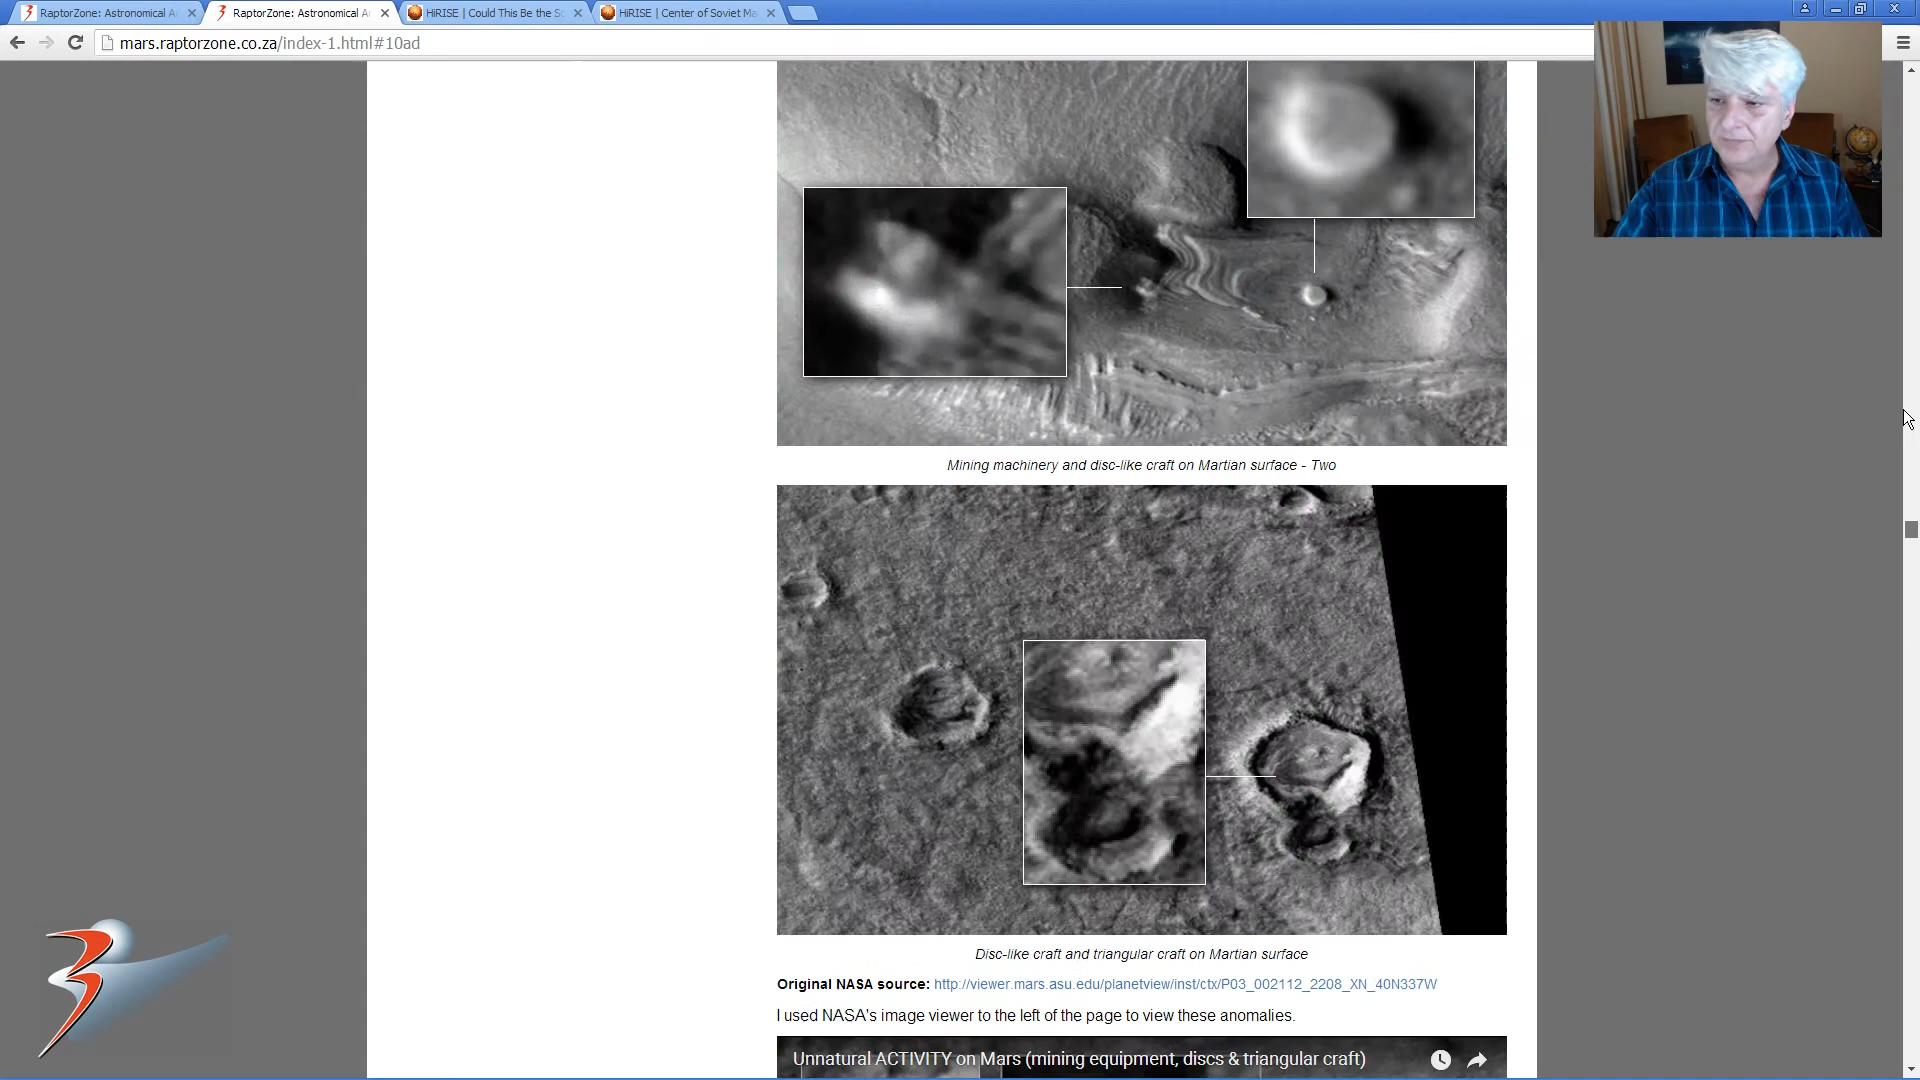 RaptorZone: Astronomical A
RaptorZone: Astronomical A
HiRISE | Could This Be the So
HiRISE | Center of Soviet Ma
mars.raptorzone.co.za/index-1.html#10ad
Mining machinery and disc-like craft on Martian surface - Two
Disc-like craft and triangular craft on Martian surface
Original NASA source: http://viewer.mars.asu.edu/planetview/inst/ctx/P03_002112_2208_XN_40N337W
I used NASA's image viewer to the left of the page to view these anomalies.
Unnatural ACTIVITY on Mars (mining equipment, discs & triangular craft)